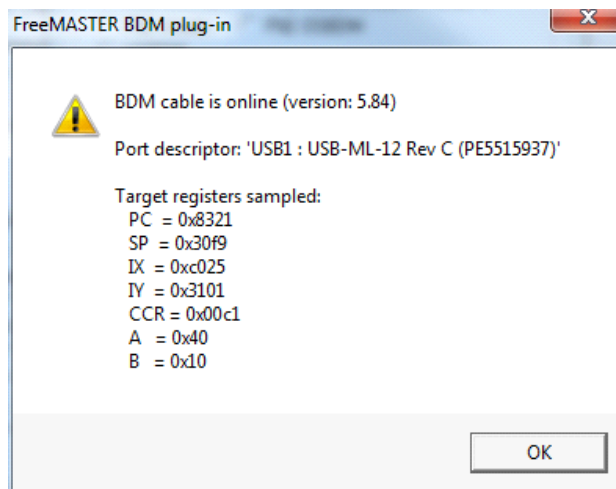 FreeMASTER BDM plug-in
BDM cable is online (version: 5.84)
Port descriptor: 'USB1 : USB-ML-12 Rev C (PE5515937)'
Target registers sampled:
PC = 0x8321
SP = 0x30f9
IX = 0xc025
IY = 0x3101
CCR = 0x00c1
A = 0x40
B = 0x10
OK